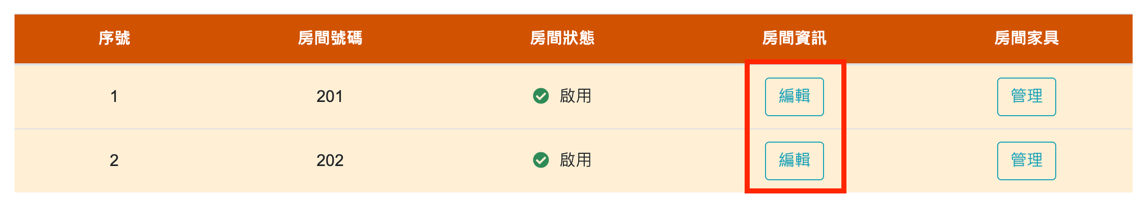 序號 房間號碼 房間狀態 房間資訊 房間家具
1 201 啟用 編輯 管理
2 202 啟用 編輯 管理